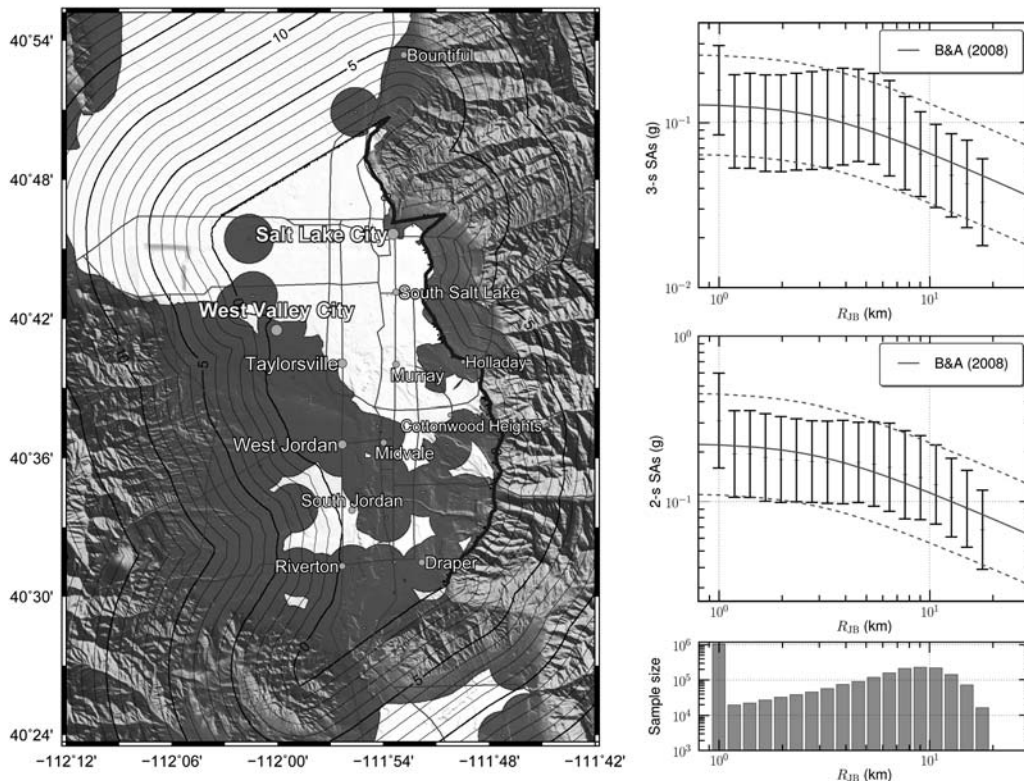 40°54'
40°48'
40°42'
40°36'
40°30'
40°24'
−112°12' −112°06' −112°00' −111°54' −111°48' −111°42'
10
5
Bountiful
Salt Lake City
South Salt Lake
West Valley City
5
Taylorsville
Holladay
Murray
10
5
Cottonwood Heights
West Jordan
Midvale
South Jordan
Riverton
Draper
0
5
B&A (2008)
3-s SAs (g)
10⁻¹
10⁻²
10⁰ 10¹
R_JB (km)
B&A (2008)
2-s SAs (g)
10⁰
10⁻¹
10⁰ 10¹
R_JB (km)
Sample size
10⁶
10⁵
10⁴
10³
10⁰ 10¹
R_JB (km)